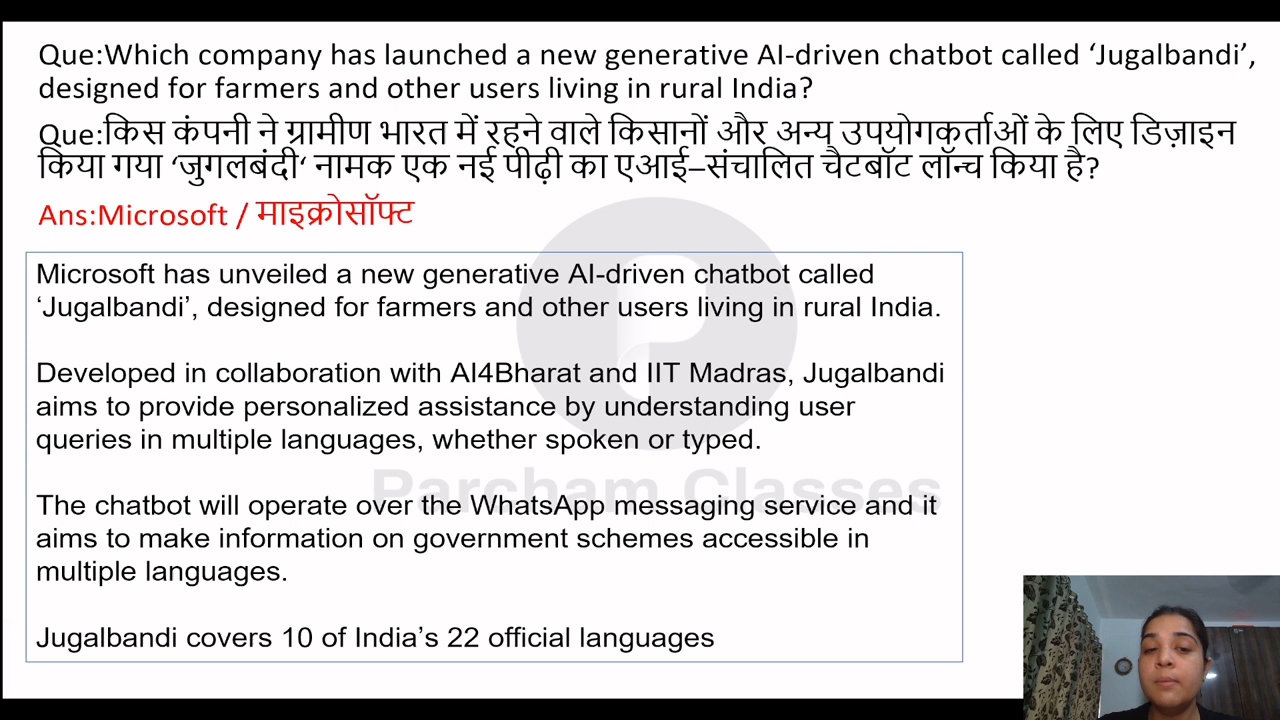 Que:Which company has launched a new generative AI-driven chatbot called ‘Jugalbandi’,
designed for farmers and other users living in rural India?
Que:किस कंपनी ने ग्रामीण भारत में रहने वाले किसानों और अन्य उपयोगकर्ताओं के लिए डिज़ाइन
किया गया ‘जुगलबंदी‘ नामक एक नई पीढ़ी का एआई–संचालित चैटबॉट लॉन्च किया है?
Ans:Microsoft / माइक्रोसॉफ्ट
Microsoft has unveiled a new generative AI-driven chatbot called
‘Jugalbandi’, designed for farmers and other users living in rural India.
Developed in collaboration with AI4Bharat and IIT Madras, Jugalbandi
aims to provide personalized assistance by understanding user
queries in multiple languages, whether spoken or typed.
Parcham Classes
The chatbot will operate over the WhatsApp messaging service and it
aims to make information on government schemes accessible in
multiple languages.
Jugalbandi covers 10 of India’s 22 official languages